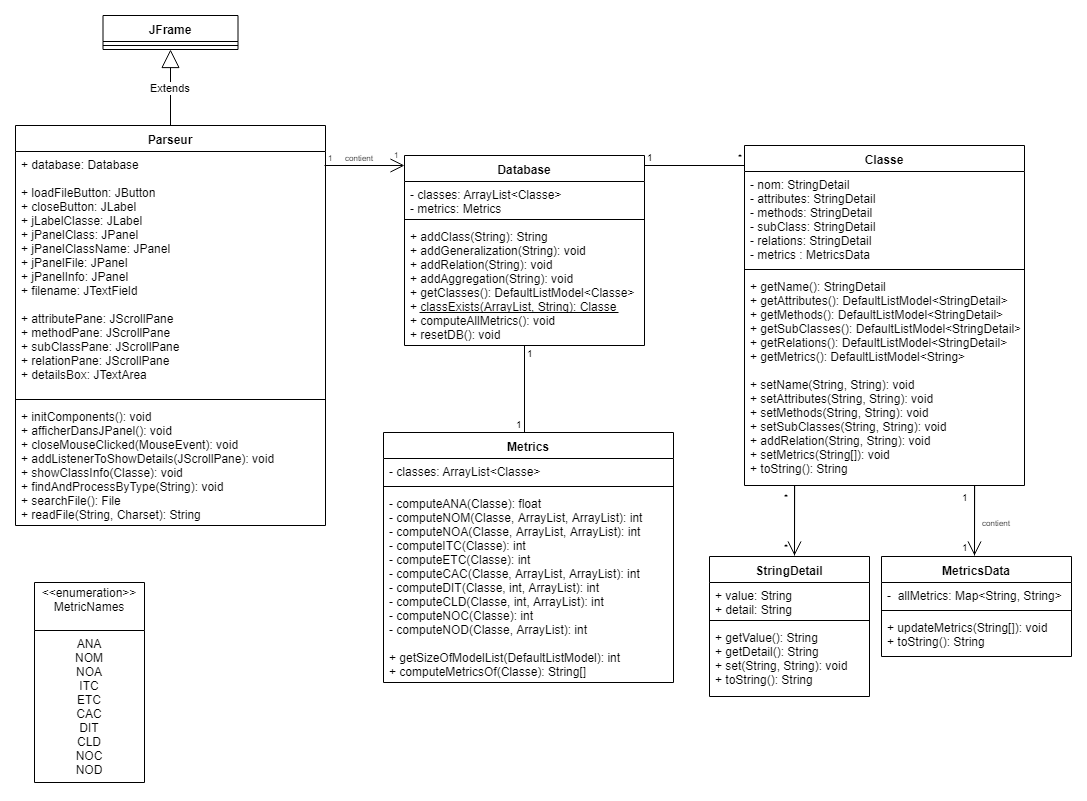 JFrame
Extends
Parseur
+ database: Database
+ loadFileButton: JButton
+ closeButton: JLabel
+ jLabelClasse: JLabel
+ jPanelClass: JPanel
+ jPanelClassName: JPanel
+ jPanelFile: JPanel
+ jPanelInfo: JPanel
+ filename: JTextField
+ attributePane: JScrollPane
+ methodPane: JScrollPane
+ subClassPane: JScrollPane
+ relationPane: JScrollPane
+ detailsBox: JTextArea
+ initComponents(): void
+ afficherDansJPanel(): void
+ closeMouseClicked(MouseEvent): void
+ addListenerToShowDetails(JScrollPane): void
+ showClassInfo(Classe): void
+ findAndProcessByType(String): void
+ searchFile(): File
+ readFile(String, Charset): String
1 contient 1
Database
- classes: ArrayList<Classe>
- metrics: Metrics
+ addClass(String): String
+ addGeneralization(String): void
+ addRelation(String): void
+ addAggregation(String): void
+ getClasses(): DefaultListModel<Classe>
+ classExists(ArrayList, String): Classe
+ computeAllMetrics(): void
+ resetDB(): void
1 *
Classe
- nom: StringDetail
- attributes: StringDetail
- methods: StringDetail
- subClass: StringDetail
- relations: StringDetail
- metrics : MetricsData
+ getName(): StringDetail
+ getAttributes(): DefaultListModel<StringDetail>
+ getMethods(): DefaultListModel<StringDetail>
+ getSubClasses(): DefaultListModel<StringDetail>
+ getRelations(): DefaultListModel<StringDetail>
+ getMetrics(): DefaultListModel<String>
+ setName(String, String): void
+ setAttributes(String, String): void
+ setMethods(String, String): void
+ setSubClasses(String, String): void
+ addRelation(String, String): void
+ setMetrics(String[]): void
+ toString(): String
1
1
Metrics
- classes: ArrayList<Classe>
- computeANA(Classe): float
- computeNOM(Classe, ArrayList, ArrayList): int
- computeNOA(Classe, ArrayList, ArrayList): int
- computeITC(Classe): int
- computeETC(Classe): int
- computeCAC(Classe, ArrayList, ArrayList): int
- computeDIT(Classe, int, ArrayList): int
- computeCLD(Classe, int, ArrayList): int
- computeNOC(Classe): int
- computeNOD(Classe, ArrayList): int
+ getSizeOfModelList(DefaultListModel): int
+ computeMetricsOf(Classe): String[]
*
*
StringDetail
+ value: String
+ detail: String
+ getValue(): String
+ getDetail(): String
+ set(String, String): void
+ toString(): String
1
contient
1
MetricsData
- allMetrics: Map<String, String>
+ updateMetrics(String[]): void
+ toString(): String
<<enumeration>>
MetricNames
ANA
NOM
NOA
ITC
ETC
CAC
DIT
CLD
NOC
NOD